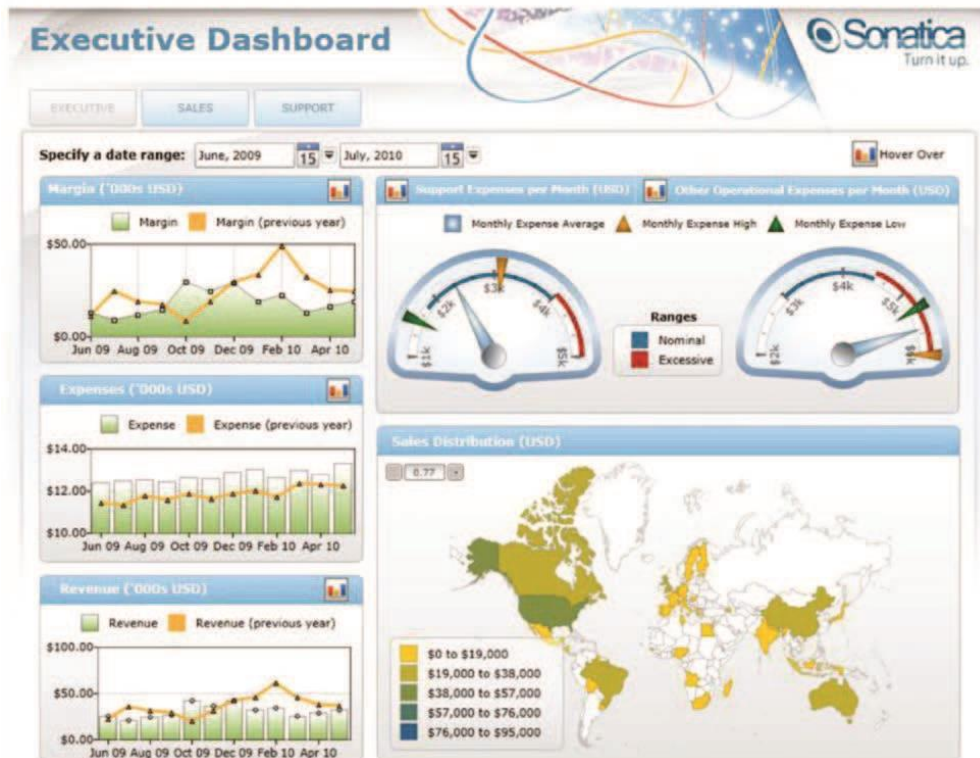 Executive Dashboard
Sonatica
Turn it up.
EXECUTIVE
SALES
SUPPORT
Specify a date range:
June, 2009
15
July, 2010
15
Hover Over
Margin ('000s USD)
Margin
Margin (previous year)
$50.00
$0.00
Jun 09 Aug 09 Oct 09 Dec 09 Feb 10 Apr 10
Expenses ('000s USD)
Expense
Expense (previous year)
$14.00
$12.00
$10.00
Jun 09 Aug 09 Oct 09 Dec 09 Feb 10 Apr 10
Revenue ('000s USD)
Revenue
Revenue (previous year)
$100.00
$50.00
$0.00
Jun 09 Aug 09 Oct 09 Dec 09 Feb 10 Apr 10
Support Expenses per Month (USD)
Other Operational Expenses per Month (USD)
Monthly Expense Average
Monthly Expense High
Monthly Expense Low
$1k
$2k
$3k
$4k
$5k
Ranges
Nominal
Excessive
$2k
$3k
$4k
$5k
Sales Distribution (USD)
0.77
$0 to $19,000
$19,000 to $38,000
$38,000 to $57,000
$57,000 to $76,000
$76,000 to $95,000